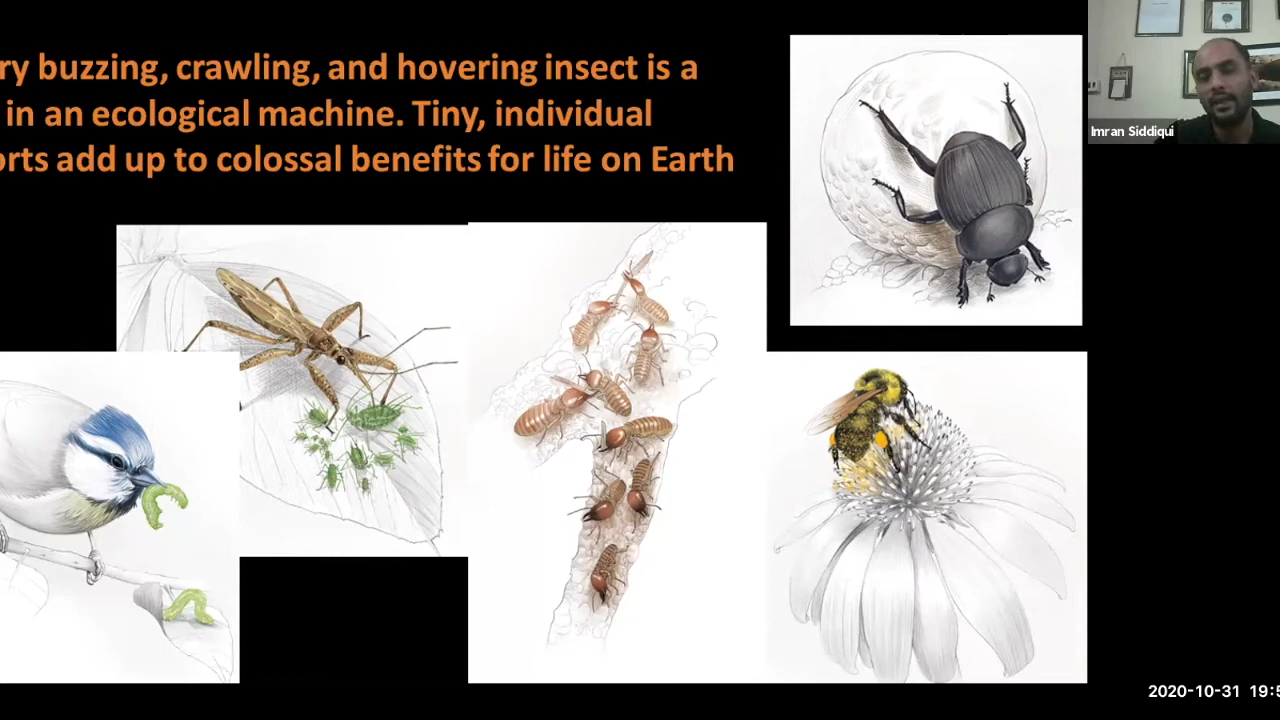 ry buzzing, crawling, and hovering insect is a
in an ecological machine. Tiny, individual
orts add up to colossal benefits for life on Earth
Imran Siddiqui
2020-10-31 19:5